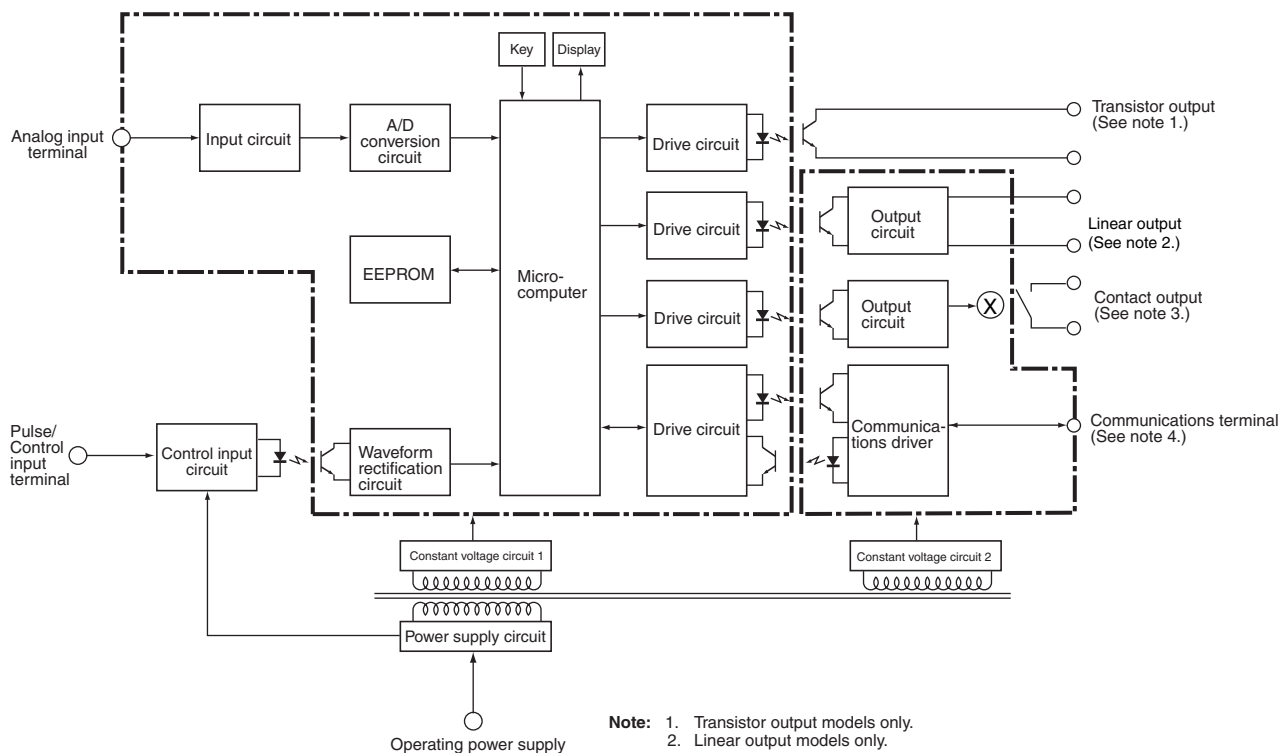 Key
Display
Analog input
terminal
Input circuit
A/D
conversion
circuit
Drive circuit
Transistor output
(See note 1.)
Drive circuit
Output
circuit
Linear output
(See note 2.)
EEPROM
Micro-
computer
Drive circuit
Output
circuit
X
Contact output
(See note 3.)
Pulse/
Control
input
terminal
Control input
circuit
Waveform
rectification
circuit
Drive circuit
Communica-
tions driver
Communications terminal
(See note 4.)
Constant voltage circuit 1
Constant voltage circuit 2
Power supply circuit
Operating power supply
Note: 1. Transistor output models only.
2. Linear output models only.